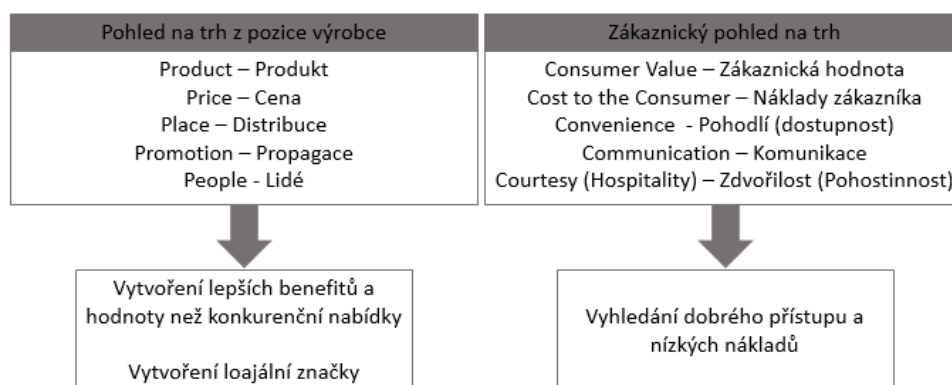 Pohled na trh z pozice výrobce
Product – Produkt
Price – Cena
Place – Distribuce
Promotion – Propagace
People - Lidé
Vytvoření lepších benefitů a
hodnoty než konkurenční nabídky
Vytvoření loajální značky
Zákaznický pohled na trh
Consumer Value – Zákaznická hodnota
Cost to the Consumer – Náklady zákazníka
Convenience - Pohodlí (dostupnost)
Communication – Komunikace
Courtesy (Hospitality) – Zdvořilost (Pohostinnost)
Vyhledání dobrého přístupu a
nízkých nákladů